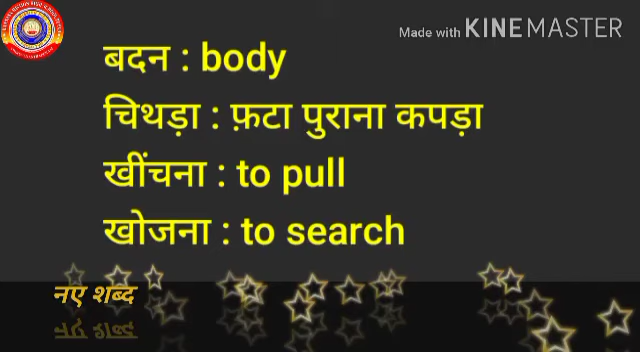 Made with KINEMASTER
बदन : body
चिथड़ा : फ़टा पुराना कपड़ा
खींचना : to pull
खोजना : to search
नए शब्द